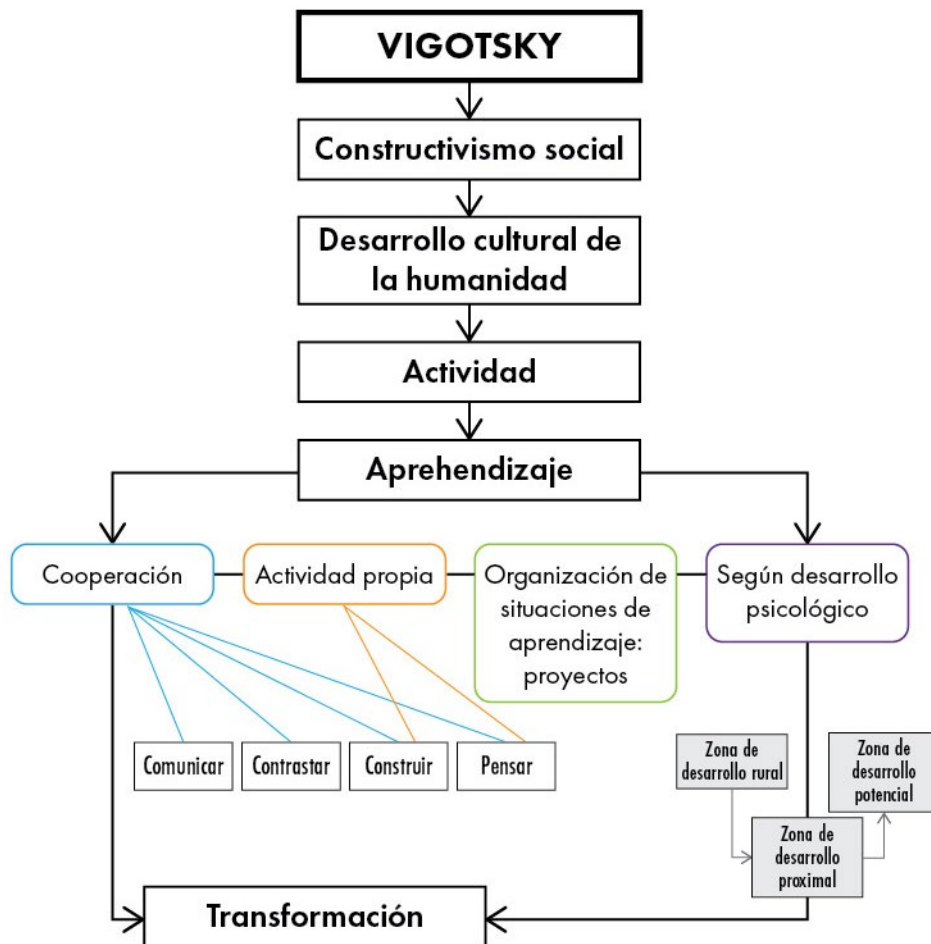 VIGOTSKY
Constructivismo social
Desarrollo cultural de
la humanidad
Actividad
Aprehendizaje
Cooperación
Actividad propia
Organización de
situaciones de
aprendizaje:
proyectos
Según desarrollo
psicológico
Comunicar
Contrastar
Construir
Pensar
Zona de
desarrollo rural
Zona de
desarrollo
potencial
Zona de
desarrollo
proximal
Transformación